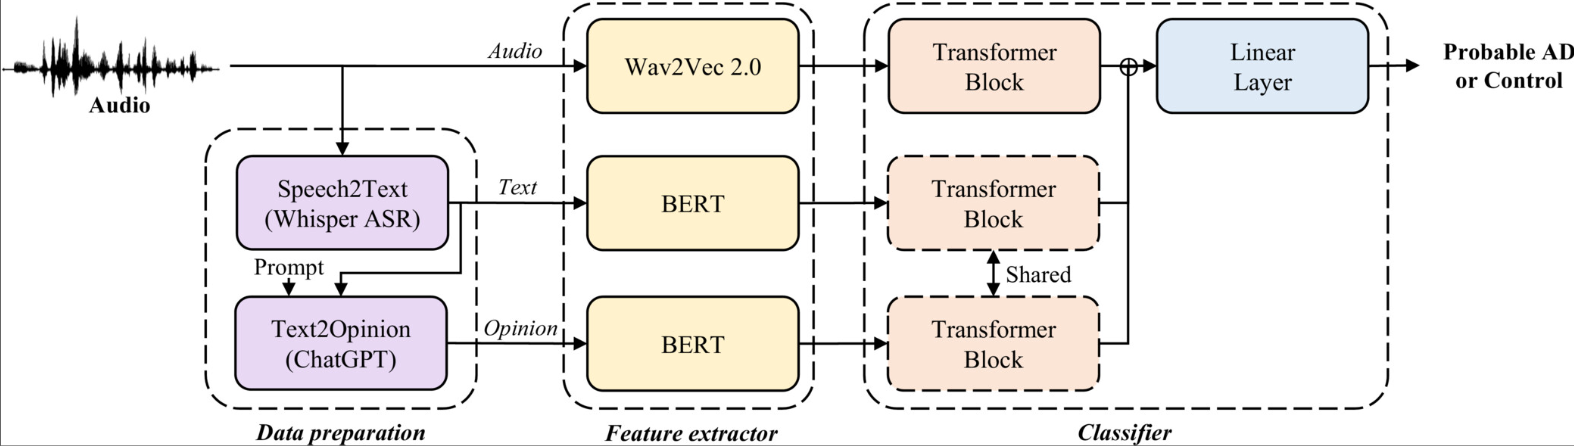 Audio
Audio
Wav2Vec 2.0
Transformer
Block
Linear
Layer
Probable AD
or Control
Speech2Text
(Whisper ASR)
Text
BERT
Transformer
Block
Prompt
Shared
Text2Opinion
(ChatGPT)
Opinion
BERT
Transformer
Block
Data preparation
Feature extractor
Classifier